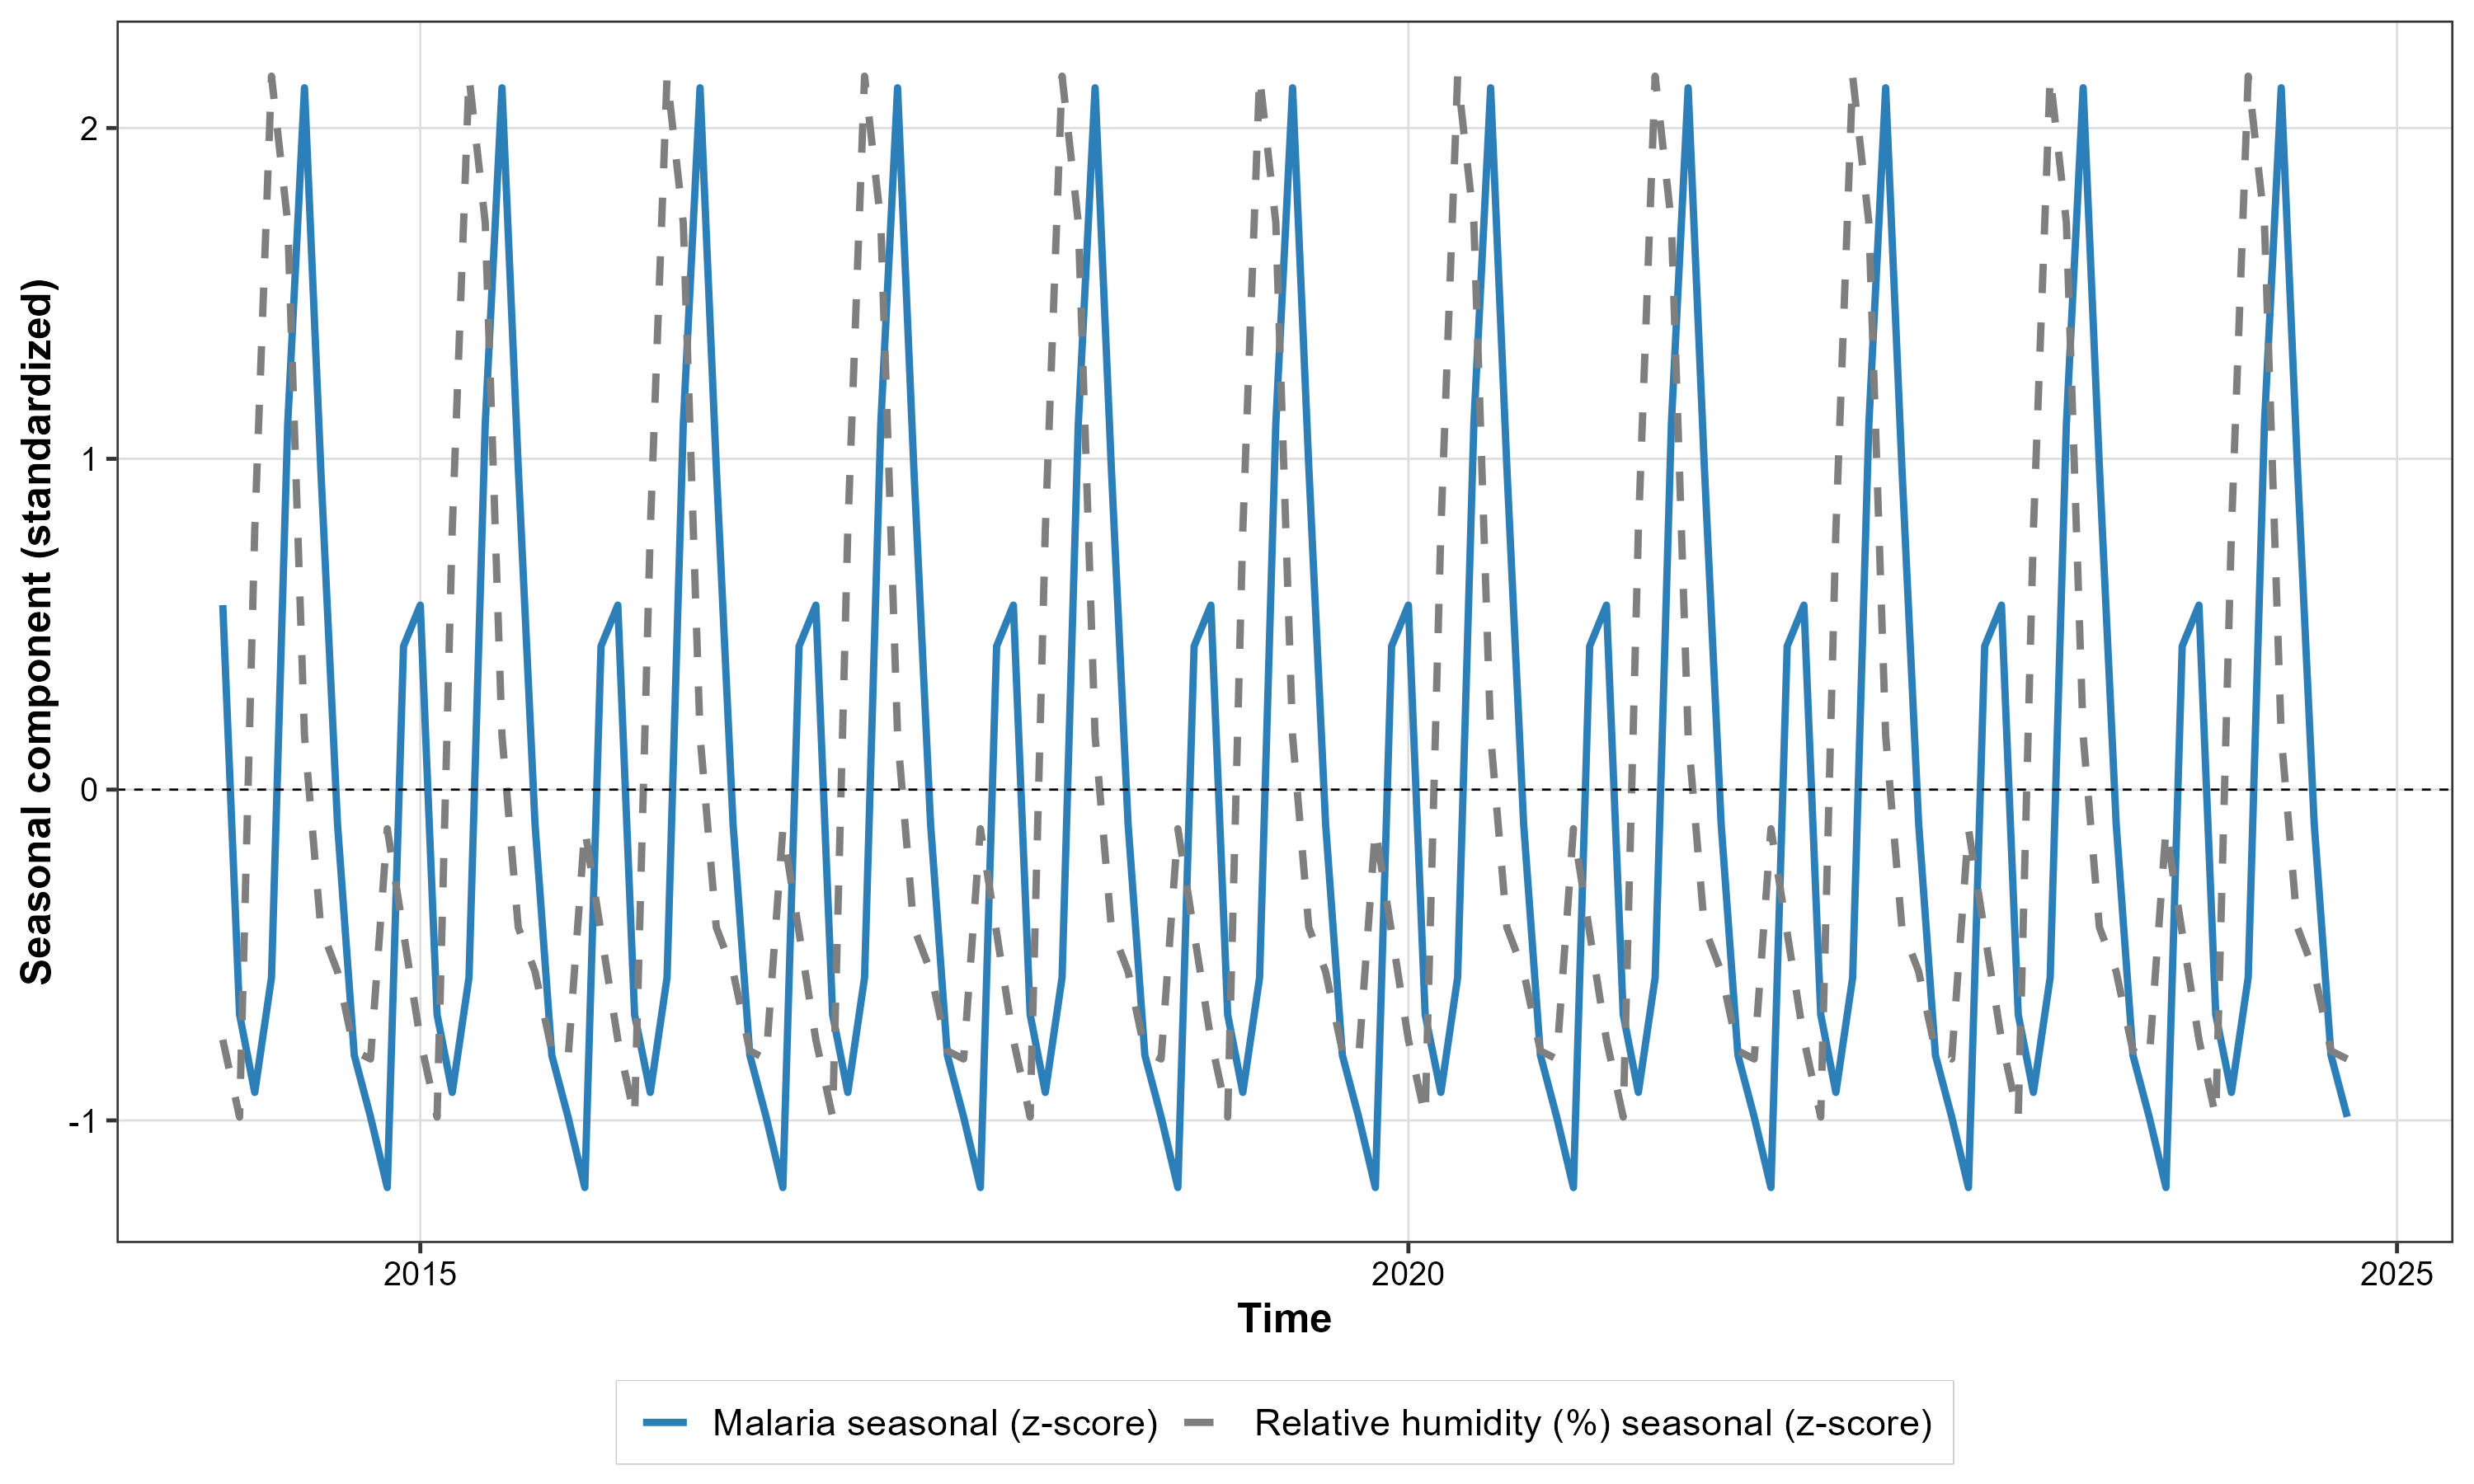 Seasonal component (standardized)
2
1
0
-1
2015
2020
2025
Time
Malaria seasonal (z-score)
Relative humidity (%) seasonal (z-score)